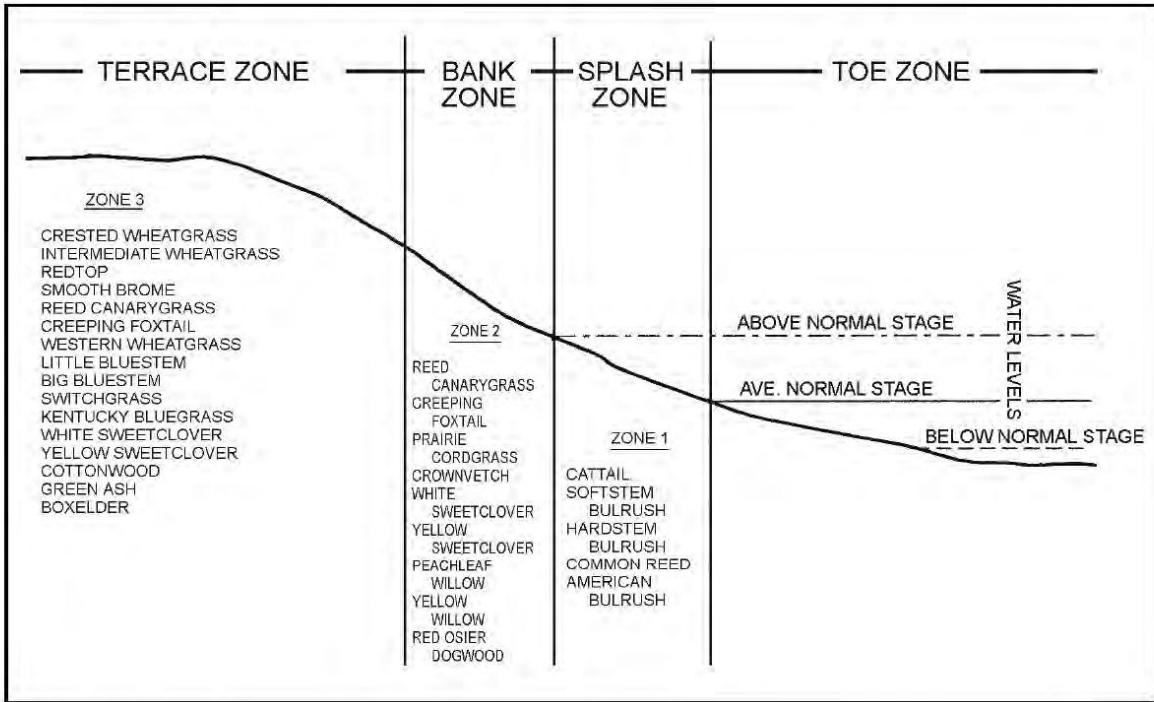 TERRACE ZONE
BANK
ZONE
SPLASH
ZONE
TOE ZONE
ZONE 3
CRESTED WHEATGRASS
INTERMEDIATE WHEATGRASS
REDTOP
SMOOTH BROME
REED CANARYGRASS
CREEPING FOXTAIL
WESTERN WHEATGRASS
LITTLE BLUESTEM
BIG BLUESTEM
SWITCHGRASS
KENTUCKY BLUEGRASS
WHITE SWEETCLOVER
YELLOW SWEETCLOVER
COTTONWOOD
GREEN ASH
BOXELDER
ZONE 2
REED
CANARYGRASS
CREEPING
FOXTAIL
PRAIRIE
CORDGRASS
CROWNVETCH
WHITE
SWEETCLOVER
YELLOW
SWEETCLOVER
PEACHLEAF
WILLOW
YELLOW
WILLOW
RED OSIER
DOGWOOD
ZONE 1
CATTAIL
SOFTSTEM
BULRUSH
HARDSTEM
BULRUSH
COMMON REED
AMERICAN
BULRUSH
ABOVE NORMAL STAGE
AVE. NORMAL STAGE
BELOW NORMAL STAGE
WATER LEVELS